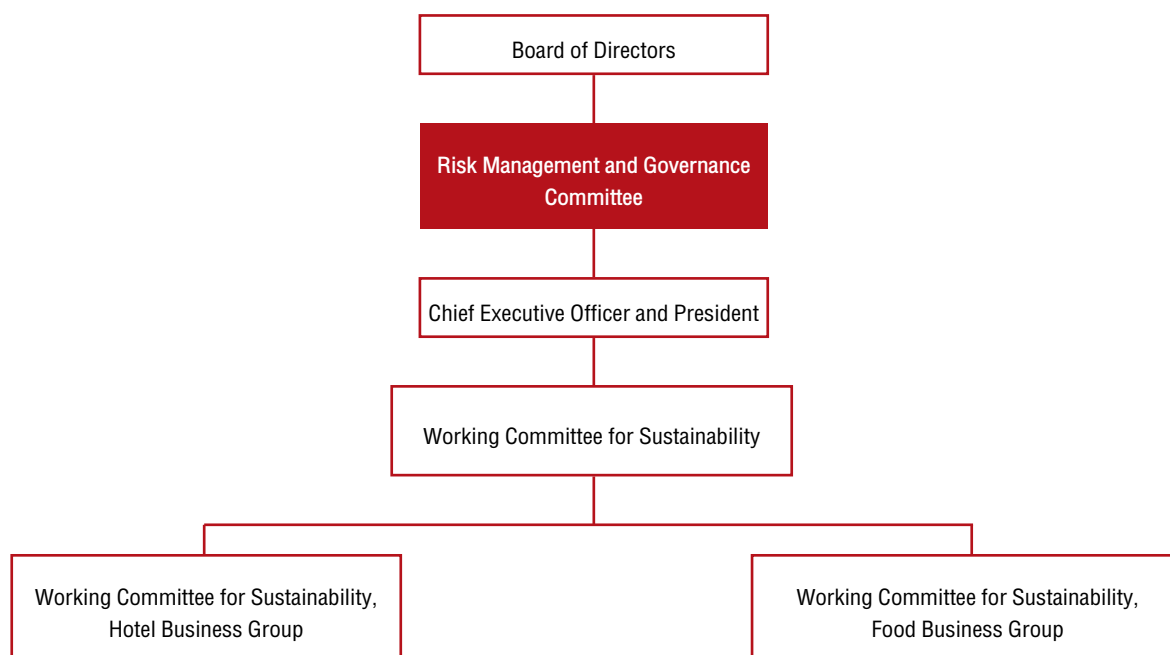 Board of Directors
Risk Management and Governance
Committee
Chief Executive Officer and President
Working Committee for Sustainability
Working Committee for Sustainability,
Hotel Business Group
Working Committee for Sustainability,
Food Business Group